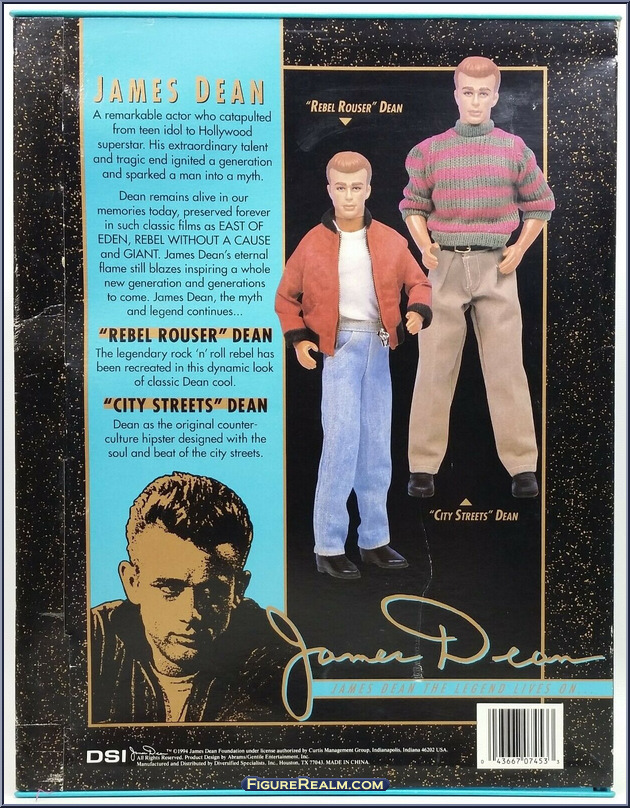 JAMES DEAN
A remarkable actor who catapulted
from teen idol to Hollywood
superstar. His extraordinary talent
and tragic end ignited a generation
and sparked a man into a myth.
Dean remains alive in our
memories today, preserved forever
in such classic films as EAST OF
EDEN, REBEL WITHOUT A CAUSE
and GIANT. James Dean's eternal
flame still blazes inspiring a whole
new generation and generations
to come. James Dean, the myth
and legend continues...
"REBEL ROUSER" DEAN
The legendary rock 'n' roll rebel has
been recreated in this dynamic look
of classic Dean cool.
"CITY STREETS" DEAN
Dean as the original counter-
culture hipster designed with the
soul and beat of the city streets.
"REBEL ROUSER" DEAN
"CITY STREETS" DEAN
James Dean
JAMES DEAN THE LEGEND LIVES ON
DSI James Dean™ ©1994 James Dean Foundation under license authorized by Curtis Management Group, Indianapolis, Indiana 46202 USA.
All Rights Reserved. Product Design by Abrams/Gentile Entertainment, Inc.
Manufactured and Distributed by Diversified Specialists, Inc. Houston, TX 77043. MADE IN CHINA
0 43667 07453 3
FIGUREREALM.COM